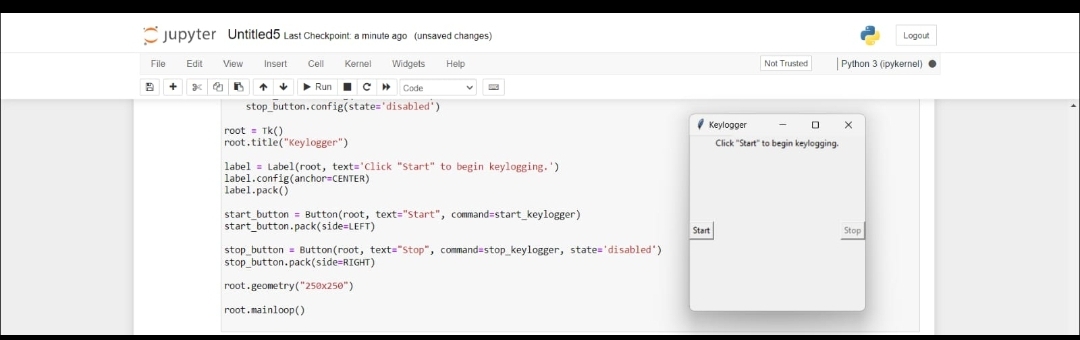 jupyter Untitled5 Last Checkpoint: a minute ago (unsaved changes)
Logout
File Edit View Insert Cell Kernel Widgets Help
Not Trusted
Python 3 (ipykernel)
Run
Code
stop_button.config(state='disabled')
root = Tk()
root.title("Keylogger")
label = Label(root, text='Click "Start" to begin keylogging.')
label.config(anchor=CENTER)
label.pack()
start_button = Button(root, text="Start", command=start_keylogger)
start_button.pack(side=LEFT)
stop_button = Button(root, text="Stop", command=stop_keylogger, state='disabled')
stop_button.pack(side=RIGHT)
root.geometry("250x250")
root.mainloop()
Keylogger
Click "Start" to begin keylogging.
Start
Stop